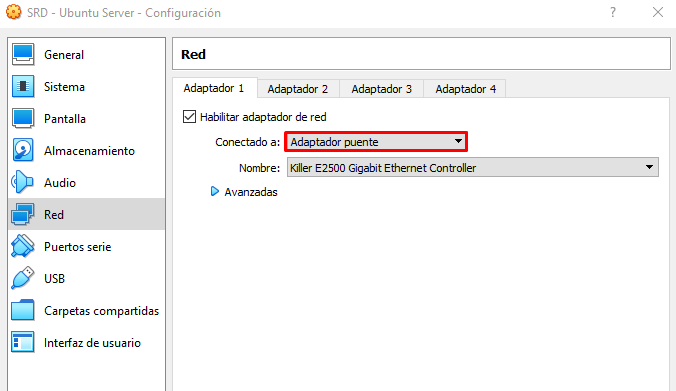 SRD - Ubuntu Server - Configuración
General
Sistema
Pantalla
Almacenamiento
Audio
Red
Puertos serie
USB
Carpetas compartidas
Interfaz de usuario
Red
Adaptador 1 Adaptador 2 Adaptador 3 Adaptador 4
Habilitar adaptador de red
Conectado a: Adaptador puente
Nombre: Killer E2500 Gigabit Ethernet Controller
Avanzadas